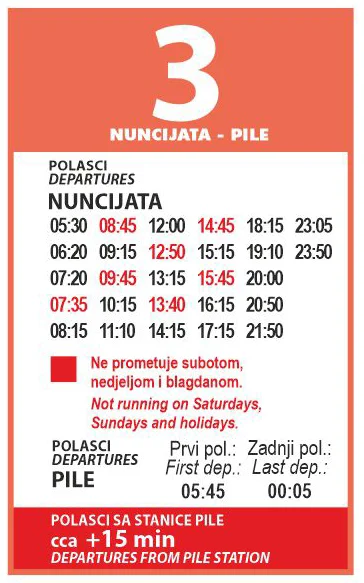 3
NUNCIJATA - PILE
POLASCI
DEPARTURES
NUNCIJATA
05:30 08:45 12:00 14:45 18:15 23:05
06:20 09:15 12:50 15:15 19:10 23:50
07:20 09:45 13:15 15:45 20:00
07:35 10:15 13:40 16:15 20:50
08:15 11:10 14:15 17:15 21:50
Ne prometuje subotom,
nedjeljom i blagdanom.
Not running on Saturdays,
Sundays and holidays.
POLASCI
DEPARTURES
PILE
Prvi pol.: Zadnji pol.:
First dep.: Last dep.:
05:45 00:05
POLASCI SA STANICE PILE
cca +15 min
DEPARTURES FROM PILE STATION